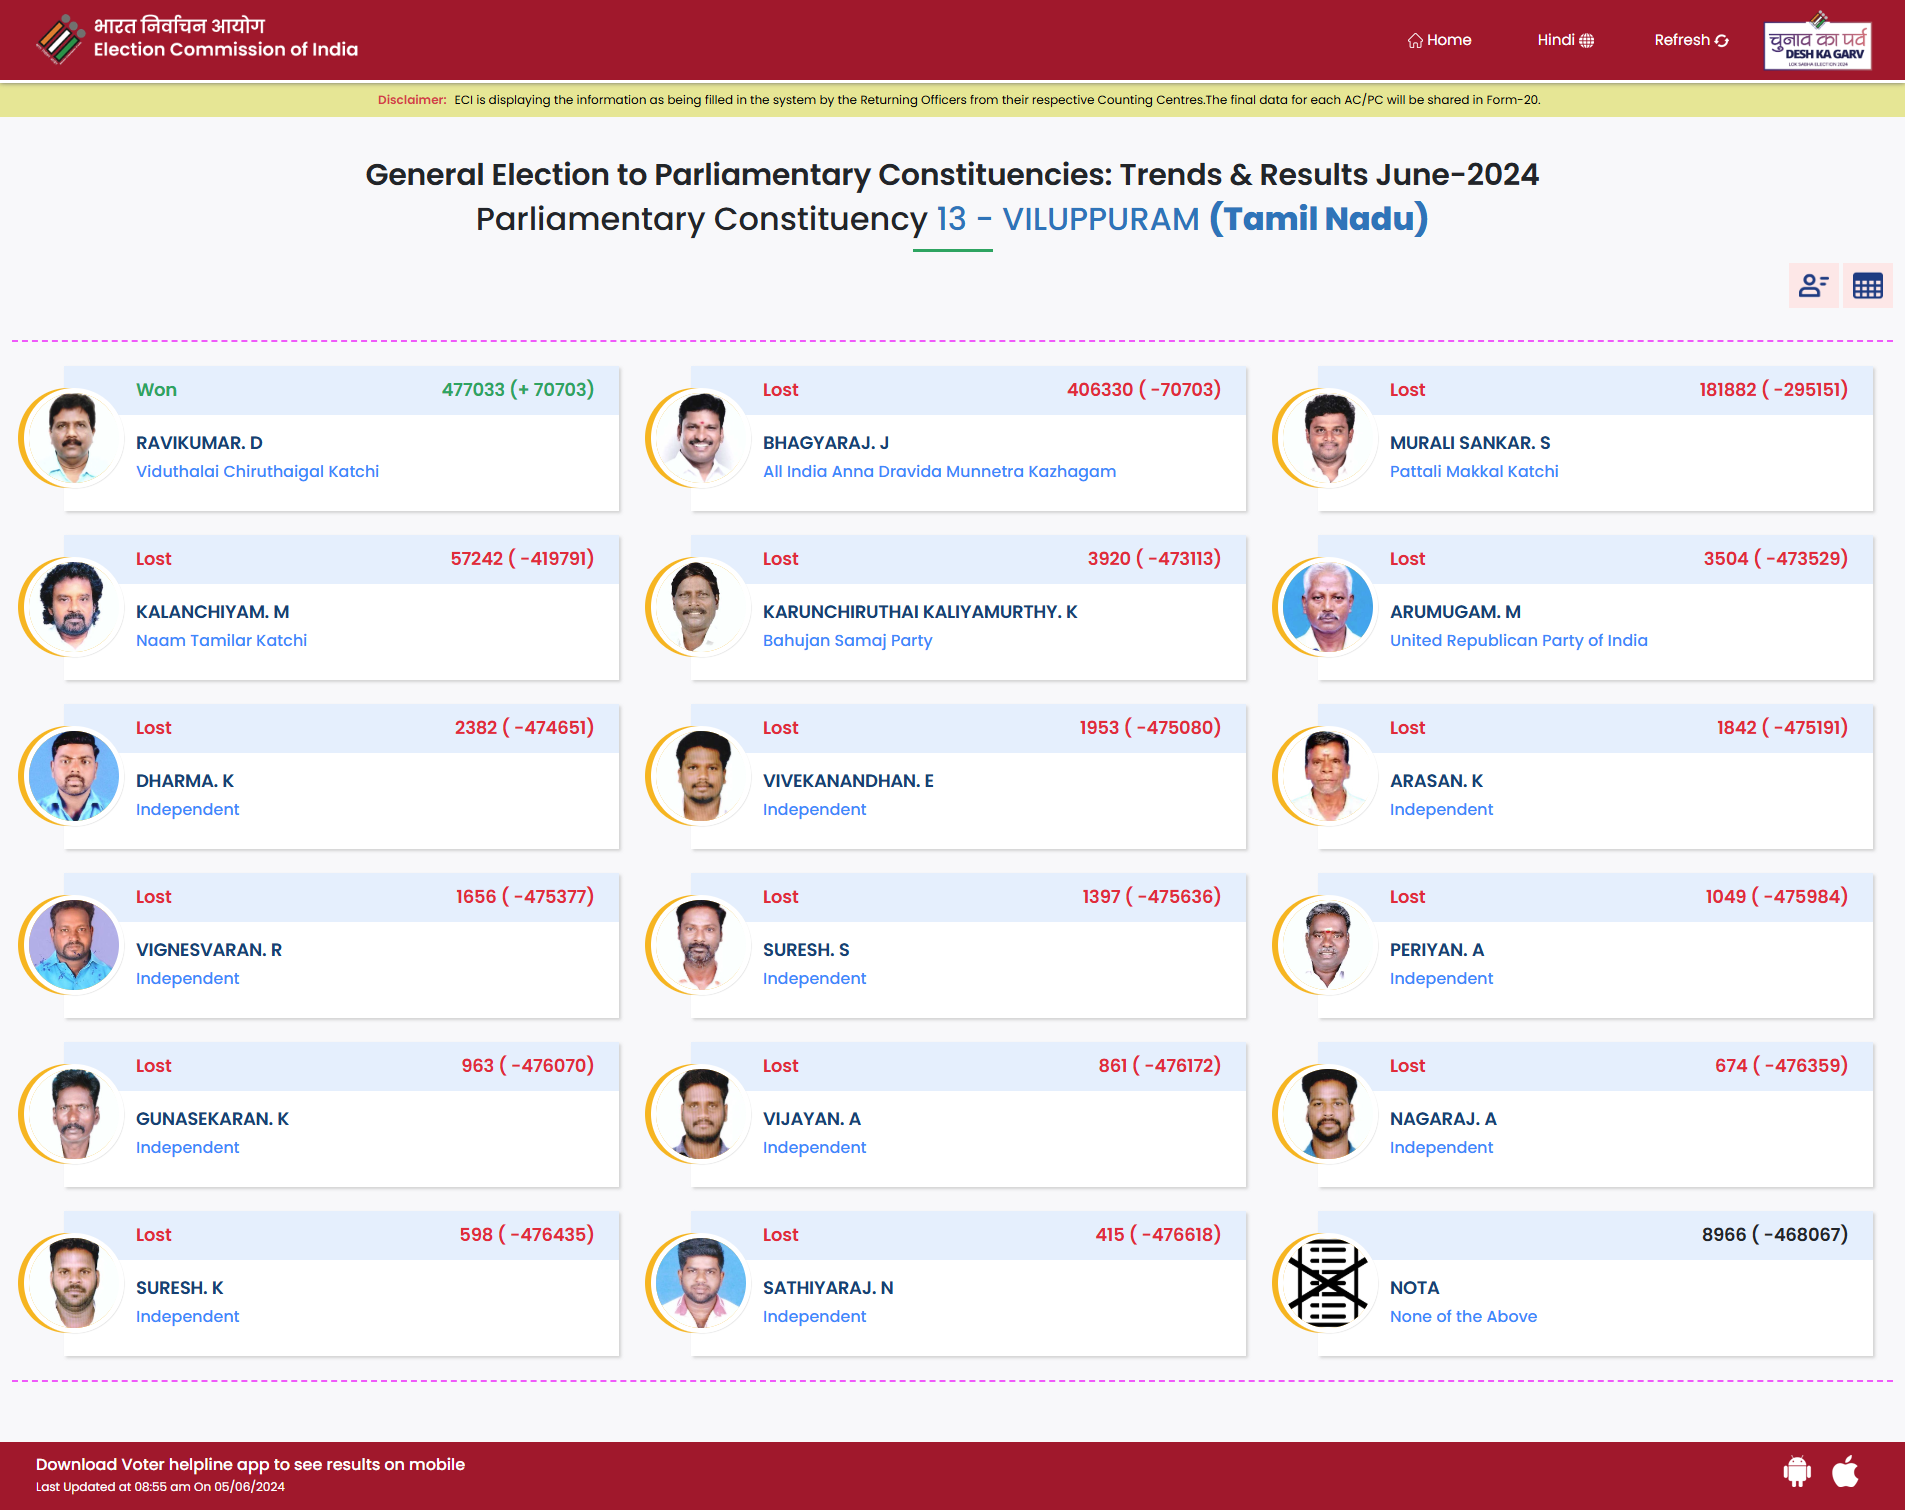 भारत निर्वाचन आयोग
Election Commission of India
Home
Hindi
Refresh
चुनाव का पर्व
DESH KA GARV
LOK SABHA ELECTION 2024
Disclaimer: ECI is displaying the information as being filled in the system by the Returning Officers from their respective Counting Centres.The final data for each AC/PC will be shared in Form-20.
General Election to Parliamentary Constituencies: Trends & Results June-2024
Parliamentary Constituency 13 - VILUPPURAM (Tamil Nadu)
Won 477033 (+ 70703)
RAVIKUMAR. D
Viduthalai Chiruthaigal Katchi
Lost 406330 ( -70703)
BHAGYARAJ. J
All India Anna Dravida Munnetra Kazhagam
Lost 181882 ( -295151)
MURALI SANKAR. S
Pattali Makkal Katchi
Lost 57242 ( -419791)
KALANCHIYAM. M
Naam Tamilar Katchi
Lost 3920 ( -473113)
KARUNCHIRUTHAI KALIYAMURTHY. K
Bahujan Samaj Party
Lost 3504 ( -473529)
ARUMUGAM. M
United Republican Party of India
Lost 2382 ( -474651)
DHARMA. K
Independent
Lost 1953 ( -475080)
VIVEKANANDHAN. E
Independent
Lost 1842 ( -475191)
ARASAN. K
Independent
Lost 1656 ( -475377)
VIGNESVARAN. R
Independent
Lost 1397 ( -475636)
SURESH. S
Independent
Lost 1049 ( -475984)
PERIYAN. A
Independent
Lost 963 ( -476070)
GUNASEKARAN. K
Independent
Lost 861 ( -476172)
VIJAYAN. A
Independent
Lost 674 ( -476359)
NAGARAJ. A
Independent
Lost 598 ( -476435)
SURESH. K
Independent
Lost 415 ( -476618)
SATHIYARAJ. N
Independent
8966 ( -468067)
NOTA
None of the Above
Download Voter helpline app to see results on mobile
Last Updated at 08:55 am On 05/06/2024